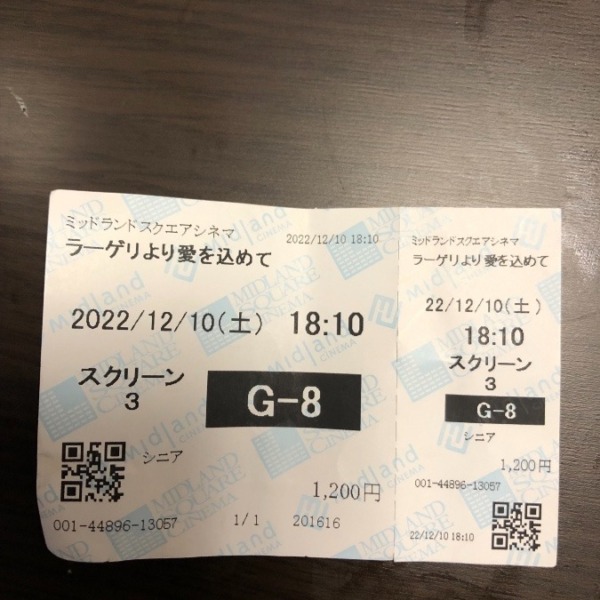 ミッドランドスクエアシネマ
2022/12/10 18:10
ラーゲリより愛を込めて
2022/12/10(土) 18:10
スクリーン
3
G-8
シニア
1,200円
001-44896-13057
1/1 201616
ミッドランドスクエアシネマ
ラーゲリより愛を込めて
22/12/10(土)
18:10
スクリーン
3
G-8
シニア
1,200円
001-44896-13057
22/12/10 18:10
Midland
CINEMA
MIDLAND
SQUARE
CINEMA